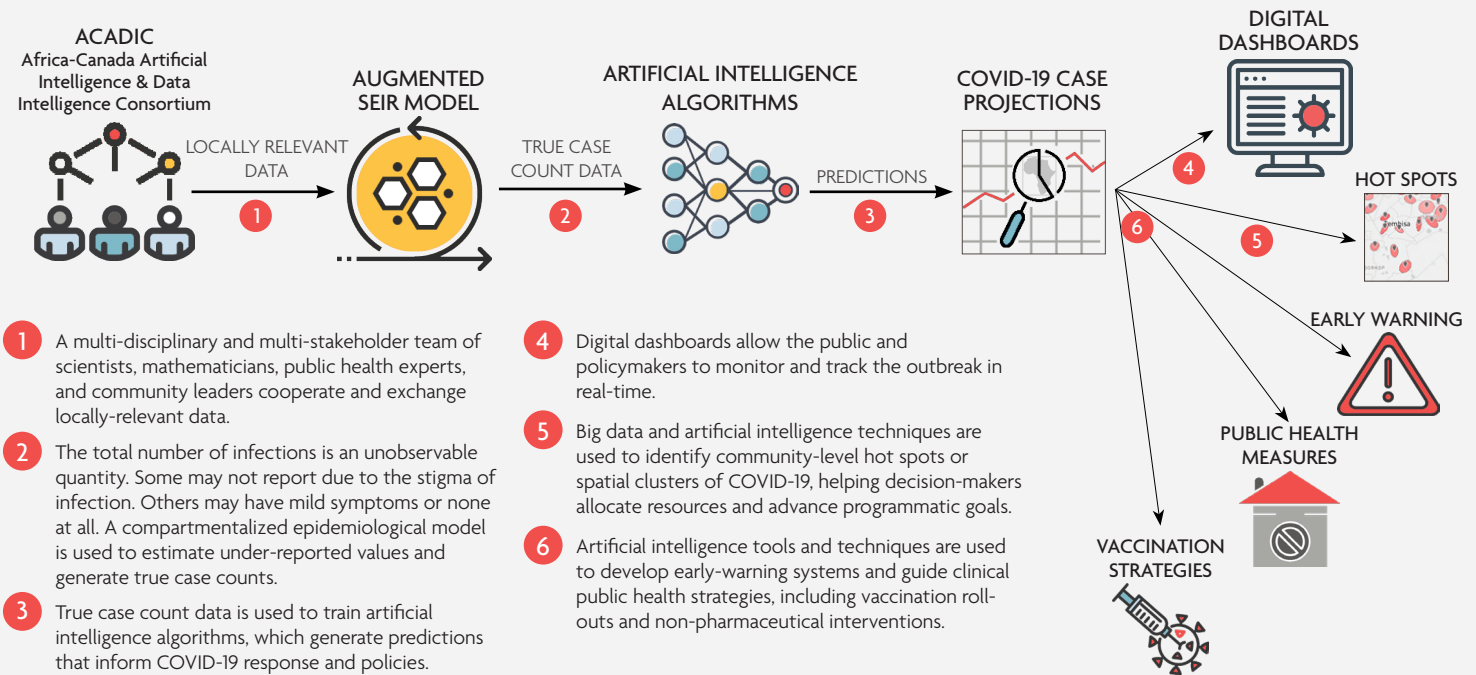 ACADIC
Africa-Canada Artificial
Intelligence & Data
Intelligence Consortium
LOCALLY RELEVANT
DATA
1
AUGMENTED
SEIR MODEL
TRUE CASE
COUNT DATA
2
ARTIFICIAL INTELLIGENCE
ALGORITHMS
PREDICTIONS
3
COVID-19 CASE
PROJECTIONS
DIGITAL
DASHBOARDS
4
HOT SPOTS
5
6
EARLY WARNING
PUBLIC HEALTH
MEASURES
VACCINATION
STRATEGIES
1
A multi-disciplinary and multi-stakeholder team of
scientists, mathematicians, public health experts,
and community leaders cooperate and exchange
locally-relevant data.
2
The total number of infections is an unobservable
quantity. Some may not report due to the stigma of
infection. Others may have mild symptoms or none
at all. A compartmentalized epidemiological model
is used to estimate under-reported values and
generate true case counts.
3
True case count data is used to train artificial
intelligence algorithms, which generate predictions
that inform COVID-19 response and policies.
4
Digital dashboards allow the public and
policymakers to monitor and track the outbreak in
real-time.
5
Big data and artificial intelligence techniques are
used to identify community-level hot spots or
spatial clusters of COVID-19, helping decision-makers
allocate resources and advance programmatic goals.
6
Artificial intelligence tools and techniques are used
to develop early-warning systems and guide clinical
public health strategies, including vaccination roll-
outs and non-pharmaceutical interventions.